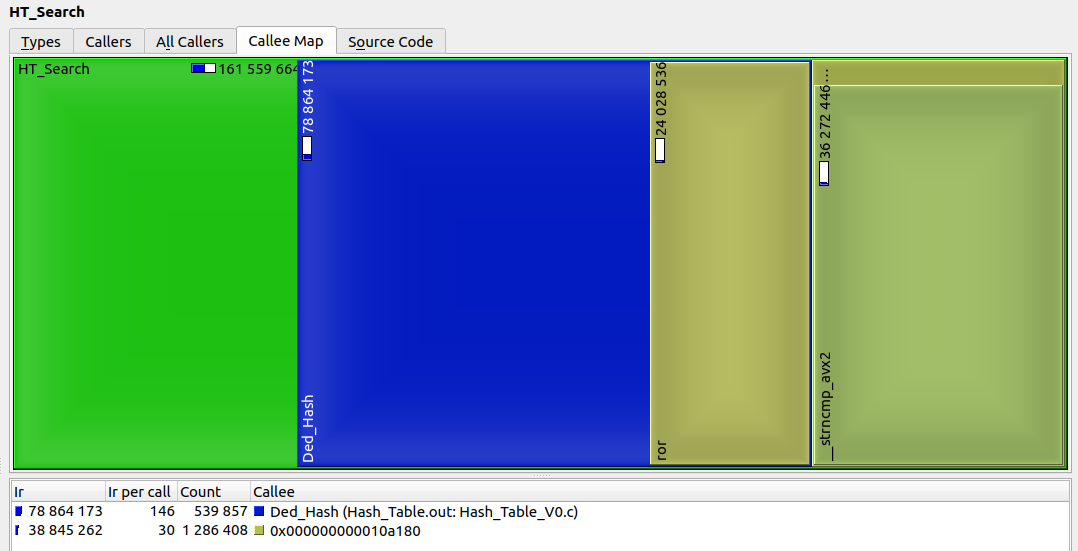 HT_Search
Types Callers All Callers Callee Map Source Code
HT_Search 161 559 664
78 864 173
Ded_Hash
24 028 536
ror
36 272 446...
__strncmp_avx2
Ir Ir per call Count Callee
78 864 173 146 539 857 Ded_Hash (Hash_Table.out: Hash_Table_V0.c)
38 845 262 30 1 286 408 0x000000000010a180